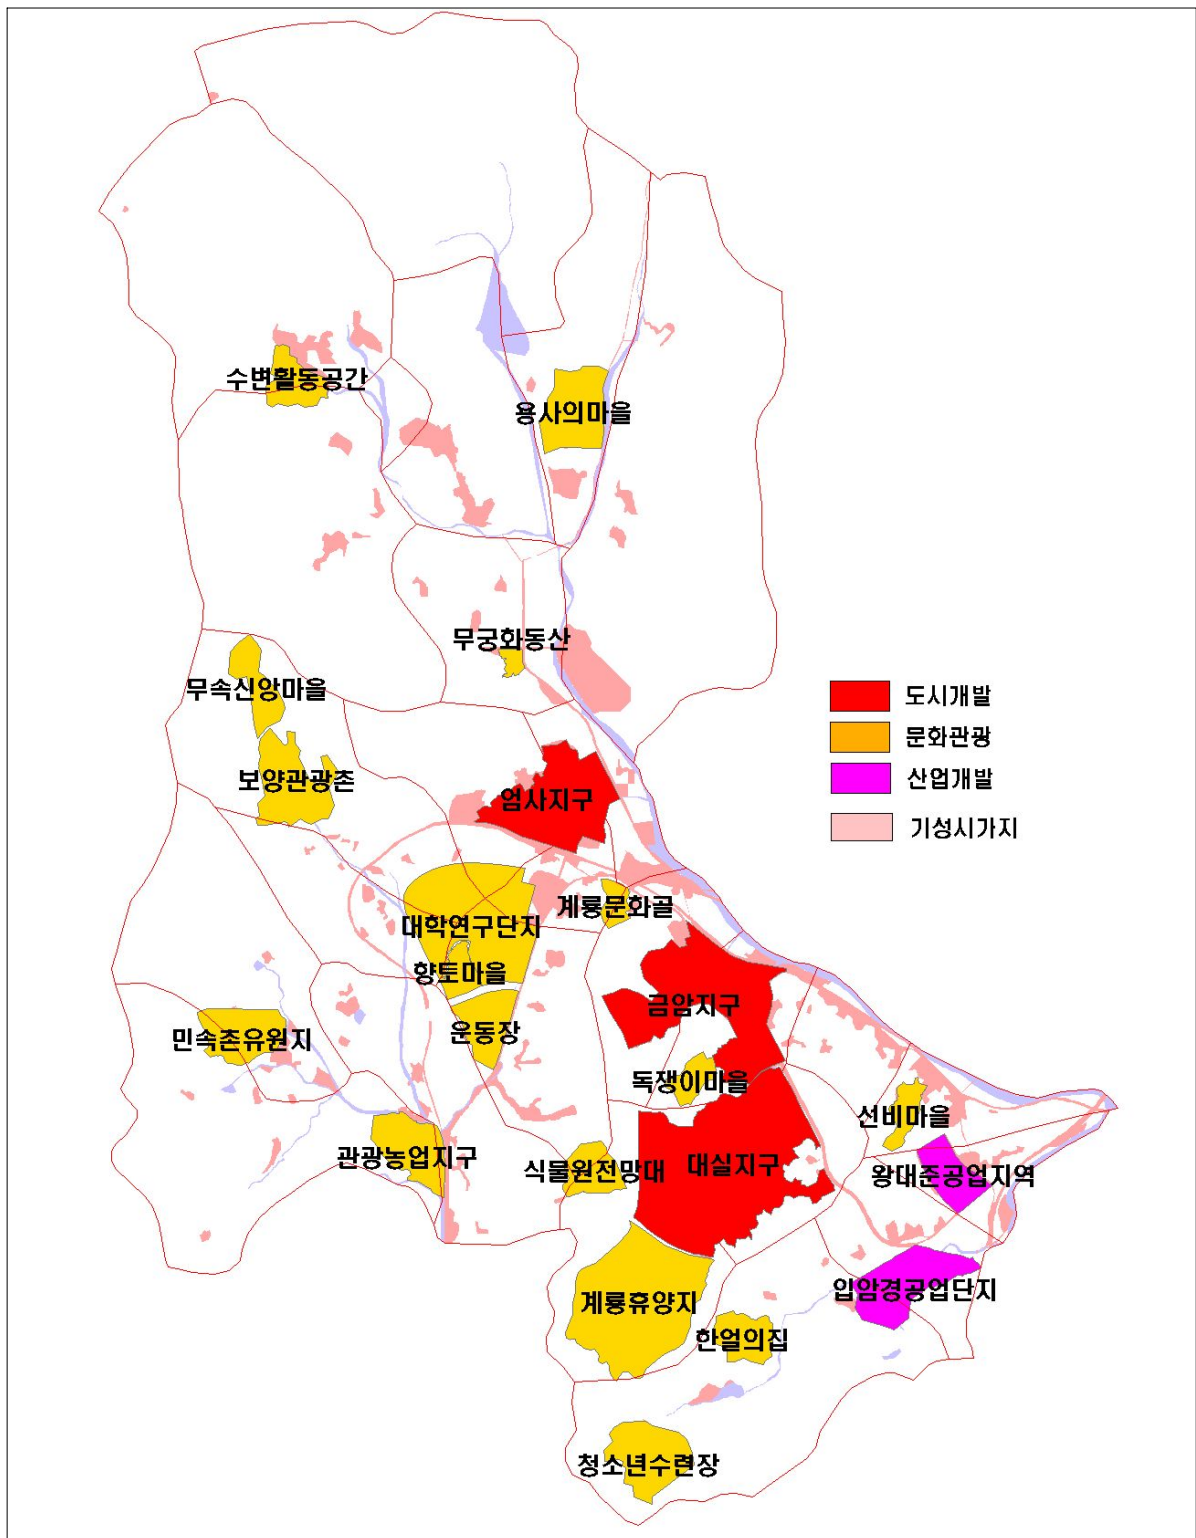 수변활동공간
용사의마을
무궁화동산
무속신앙마을
도시개발
문화관광
보양관광촌
산업개발
엄사지구
기성시가지
계룡문화골
대학연구단지
향토마을
금암지구
운동장
민속촌유원지
독쟁이마을
선비마을
관광농업지구
식물원전망대
대실지구
왕대준공업지역
입암경공업단지
계룡휴양지
한얼의집
청소년수련장